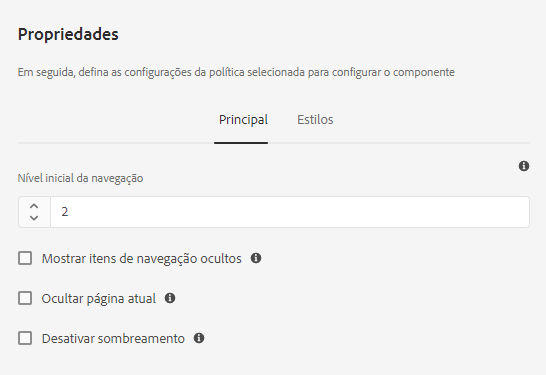 Propriedades
Em seguida, defina as configurações da política selecionada para configurar o componente
Principal Estilos
Nível inicial da navegação
2
Mostrar itens de navegação ocultos
Ocultar página atual
Desativar sombreamento